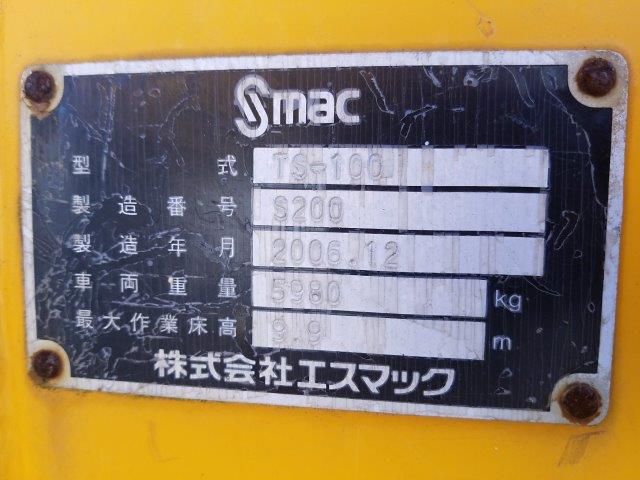 Smac
型式 TS-100
製造番号 S200
製造年月 2006.12
車両重量 5980 kg
最大作業床高 9.9 m
株式会社エスマック